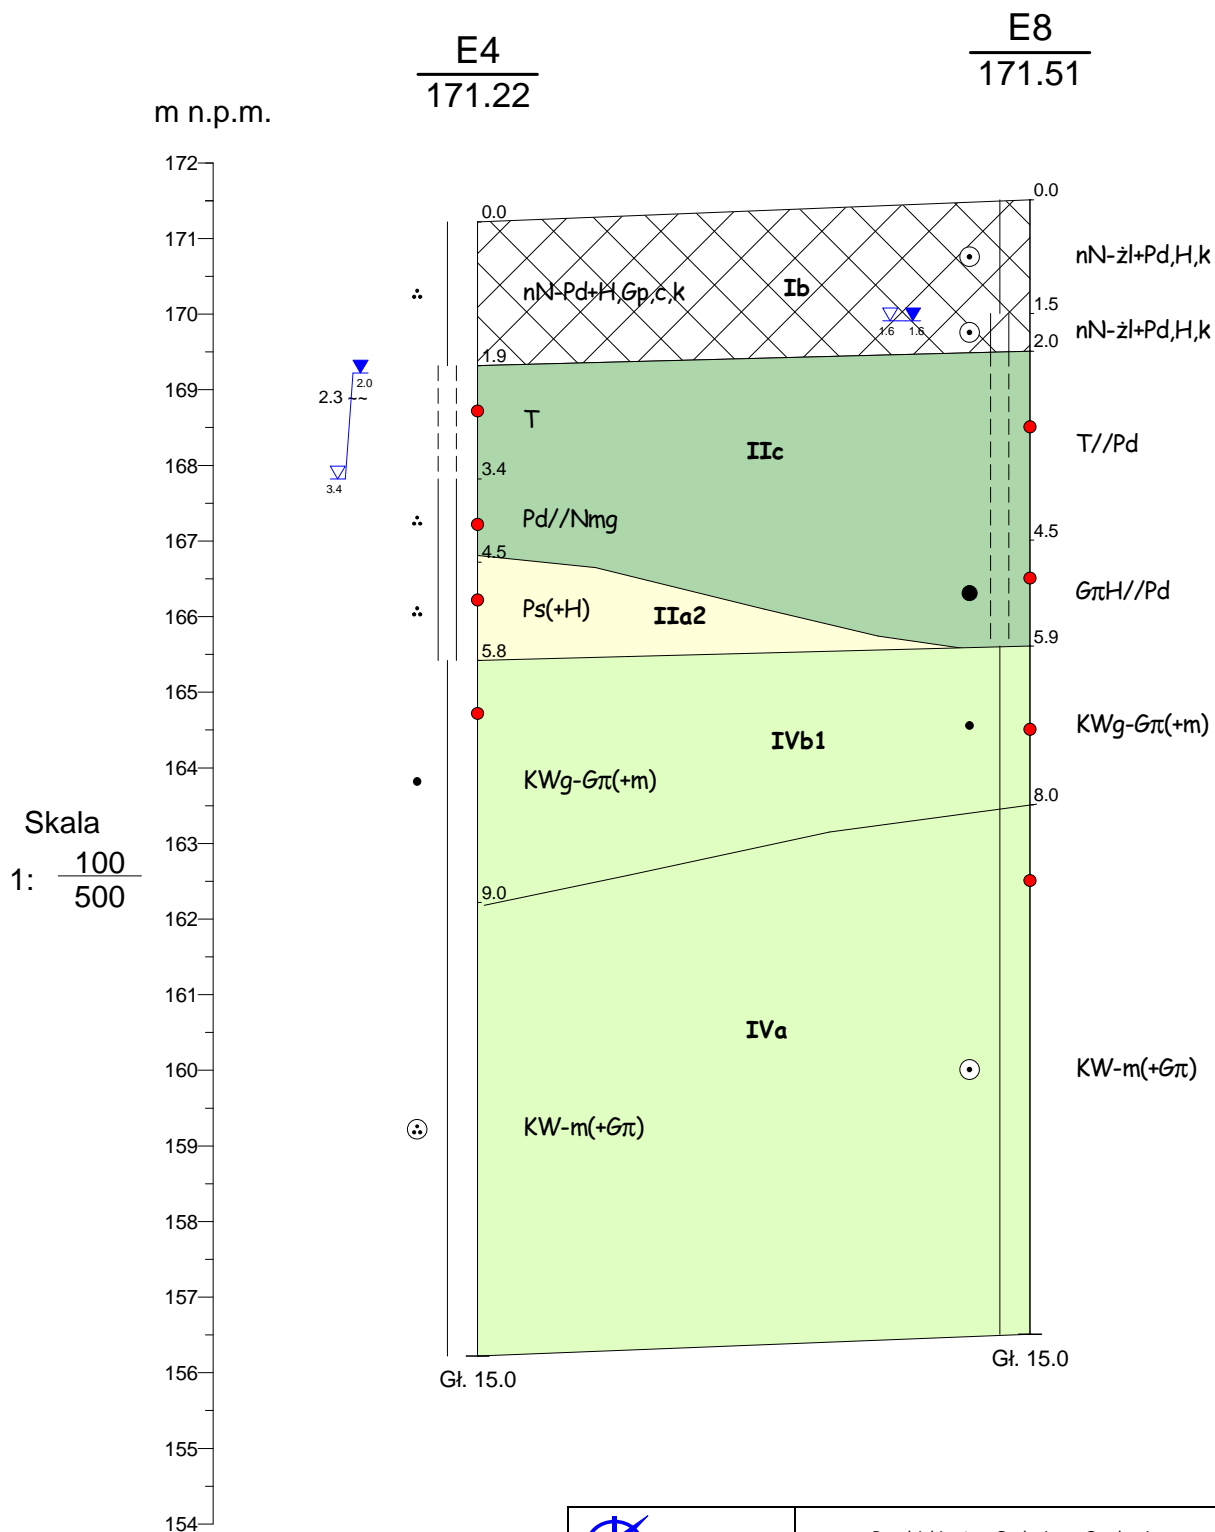 E4
171.22
E8
171.51
m n.p.m.
172
171
170
169
168
167
166
165
164
163
162
161
160
159
158
157
156
155
154
Skala
1: 100
500
0.0
nN-Pd+H,Gp,c,k
Ib
1.9
2.0
2.3 ~~
3.4
T
IIc
3.4
Pd//Nmg
4.5
Ps(+H)
IIa2
5.8
IVb1
KWg-Gπ(+m)
9.0
IVa
KW-m(+Gπ)
Gł. 15.0
0.0
nN-żl+Pd,H,k
1.5
1.6 1.6
nN-żl+Pd,H,k
2.0
T//Pd
4.5
GπH//Pd
5.9
KWg-Gπ(+m)
8.0
KW-m(+Gπ)
Gł. 15.0